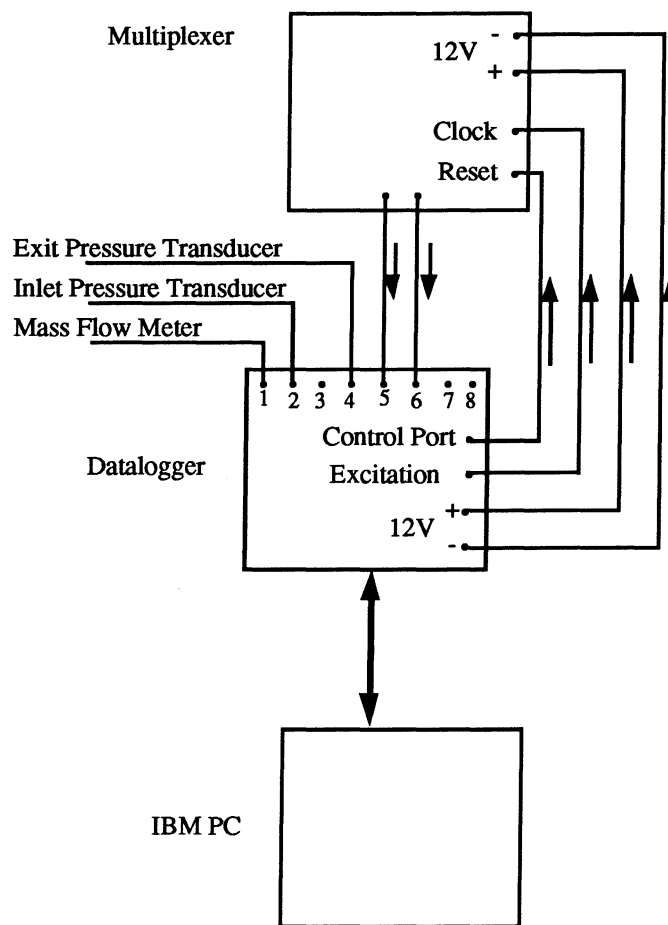 Multiplexer
-
12V
+
Clock
Reset
Exit Pressure Transducer
Inlet Pressure Transducer
Mass Flow Meter
1 2 3 4 5 6 7 8
Control Port
Datalogger
Excitation
+
12V
-
IBM PC